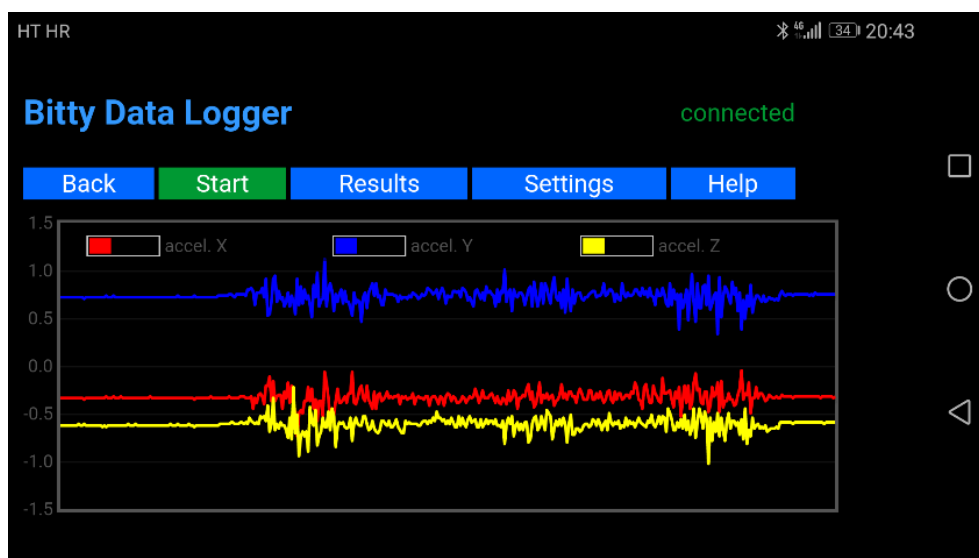 HT HR 4G 34 20:43
Bitty Data Logger connected
Back Start Results Settings Help
1.5
accel. X accel. Y accel. Z
1.0
0.5
0.0
-0.5
-1.0
-1.5